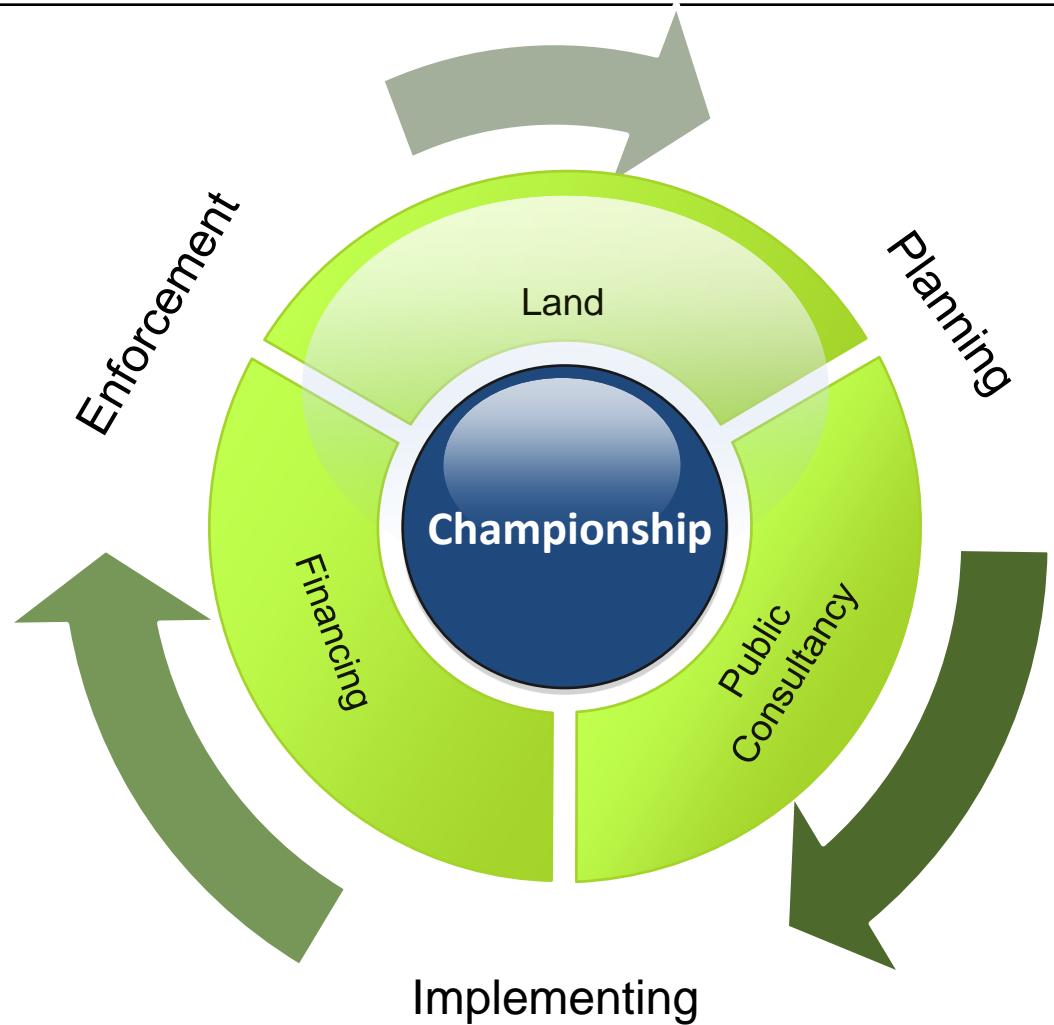 Enforcement
Planning
Land
Championship
Financing
Public
Consultancy
Implementing